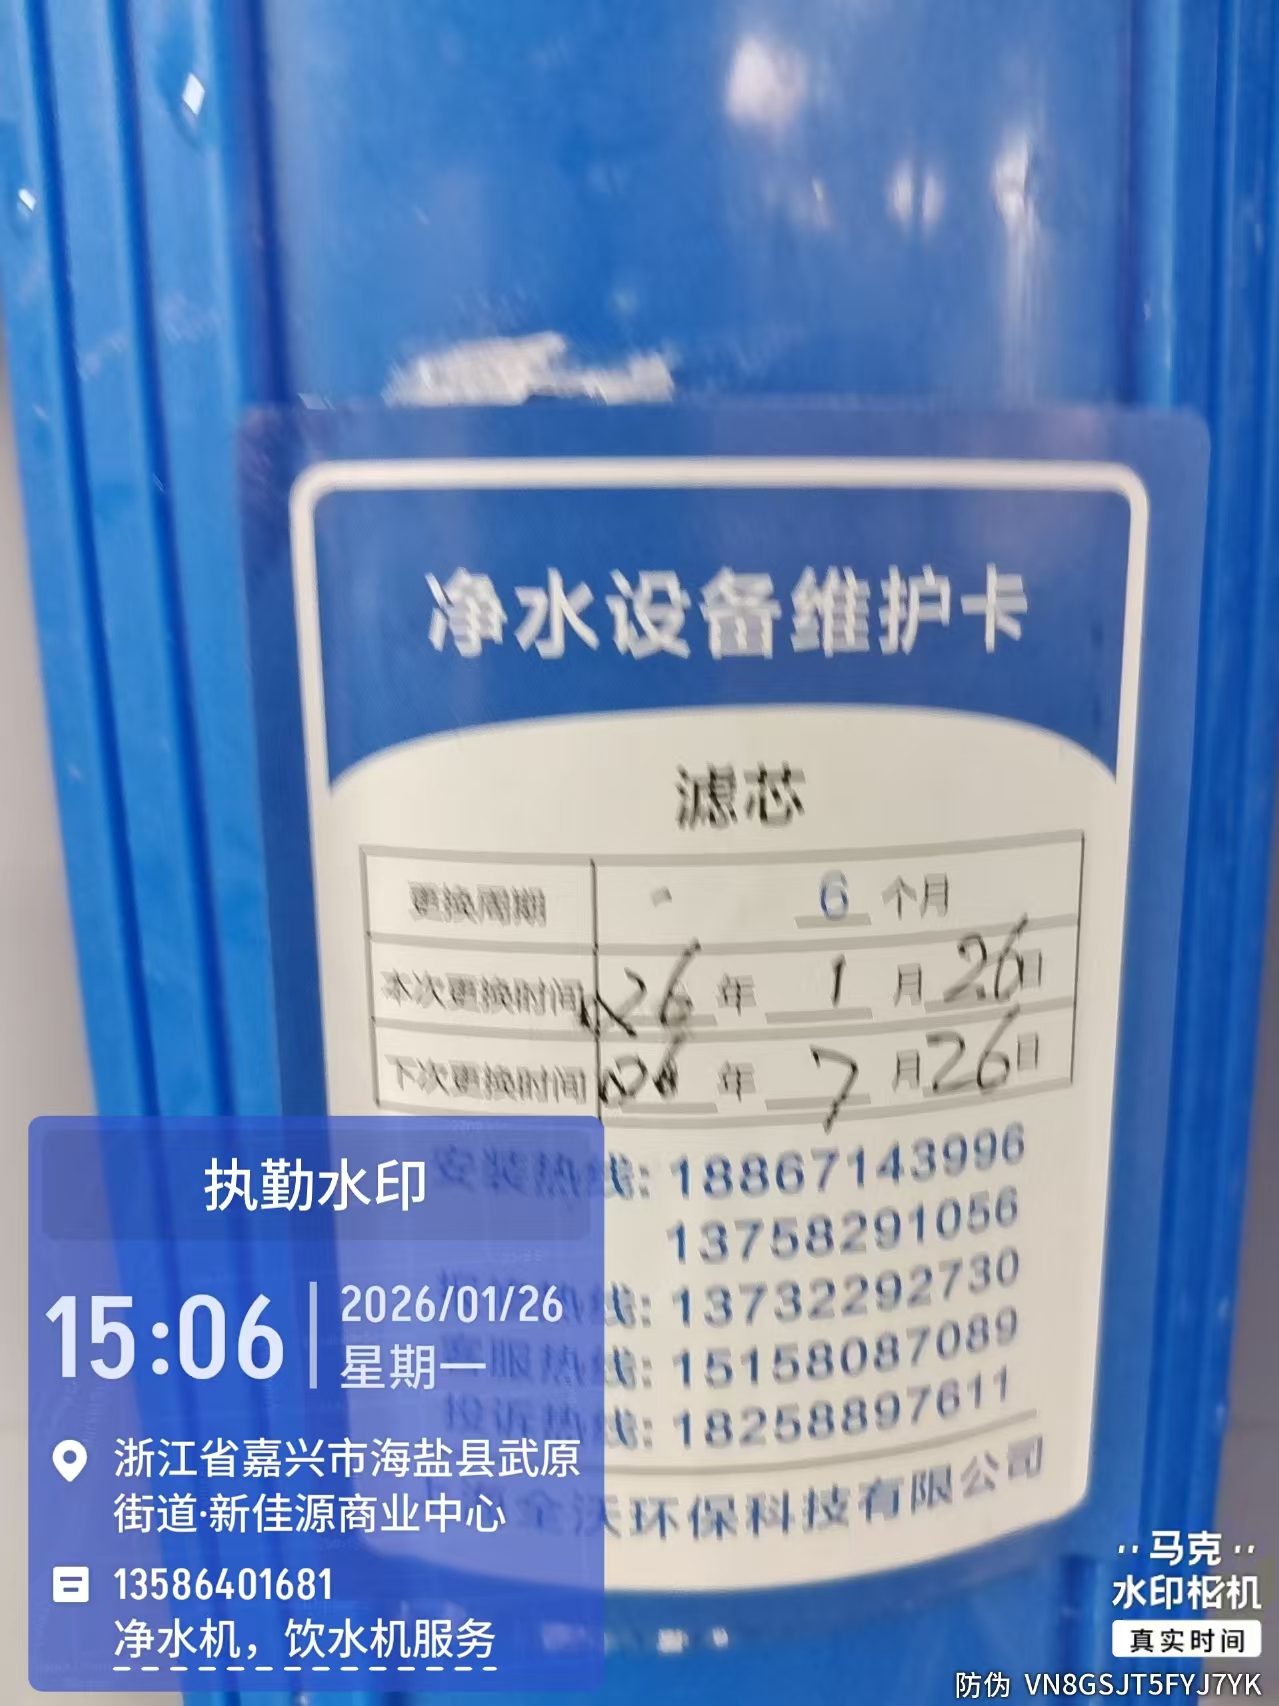 净水设备维护卡
滤芯
更换周期 6 个月
本次更换时间 26 年 1 月 26 日
下次更换时间 26 年 7 月 26 日
安装热线: 18867143996
13758291056
热线: 13732292730
客服热线: 15158087089
投诉热线: 18258897611
全沃环保科技有限公司
执勤水印
15:06
2026/01/26
星期一
浙江省嘉兴市海盐县武原
街道·新佳源商业中心
13586401681
净水机，饮水机服务
马克
水印相机
真实时间
防伪 VN8GSJT5FYJ7YK